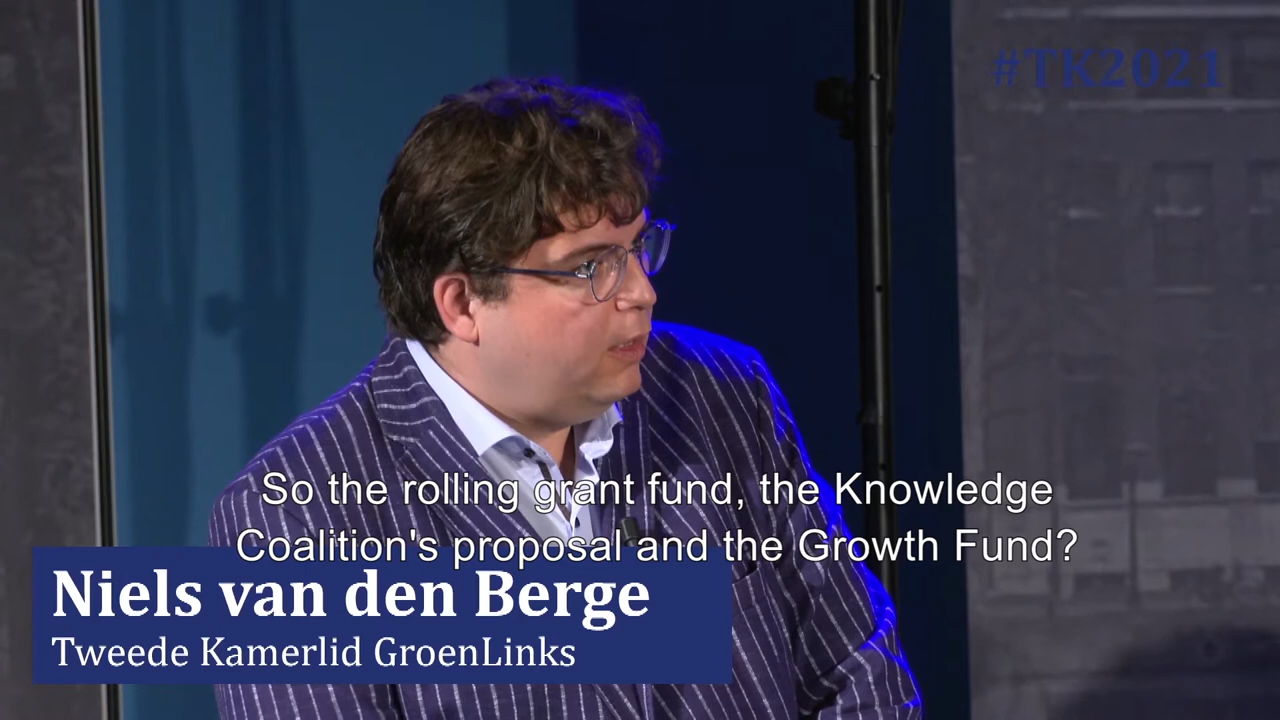 #TK2021
So the rolling grant fund, the Knowledge
Coalition's proposal and the Growth Fund?
Niels van den Berge
Tweede Kamerlid GroenLinks